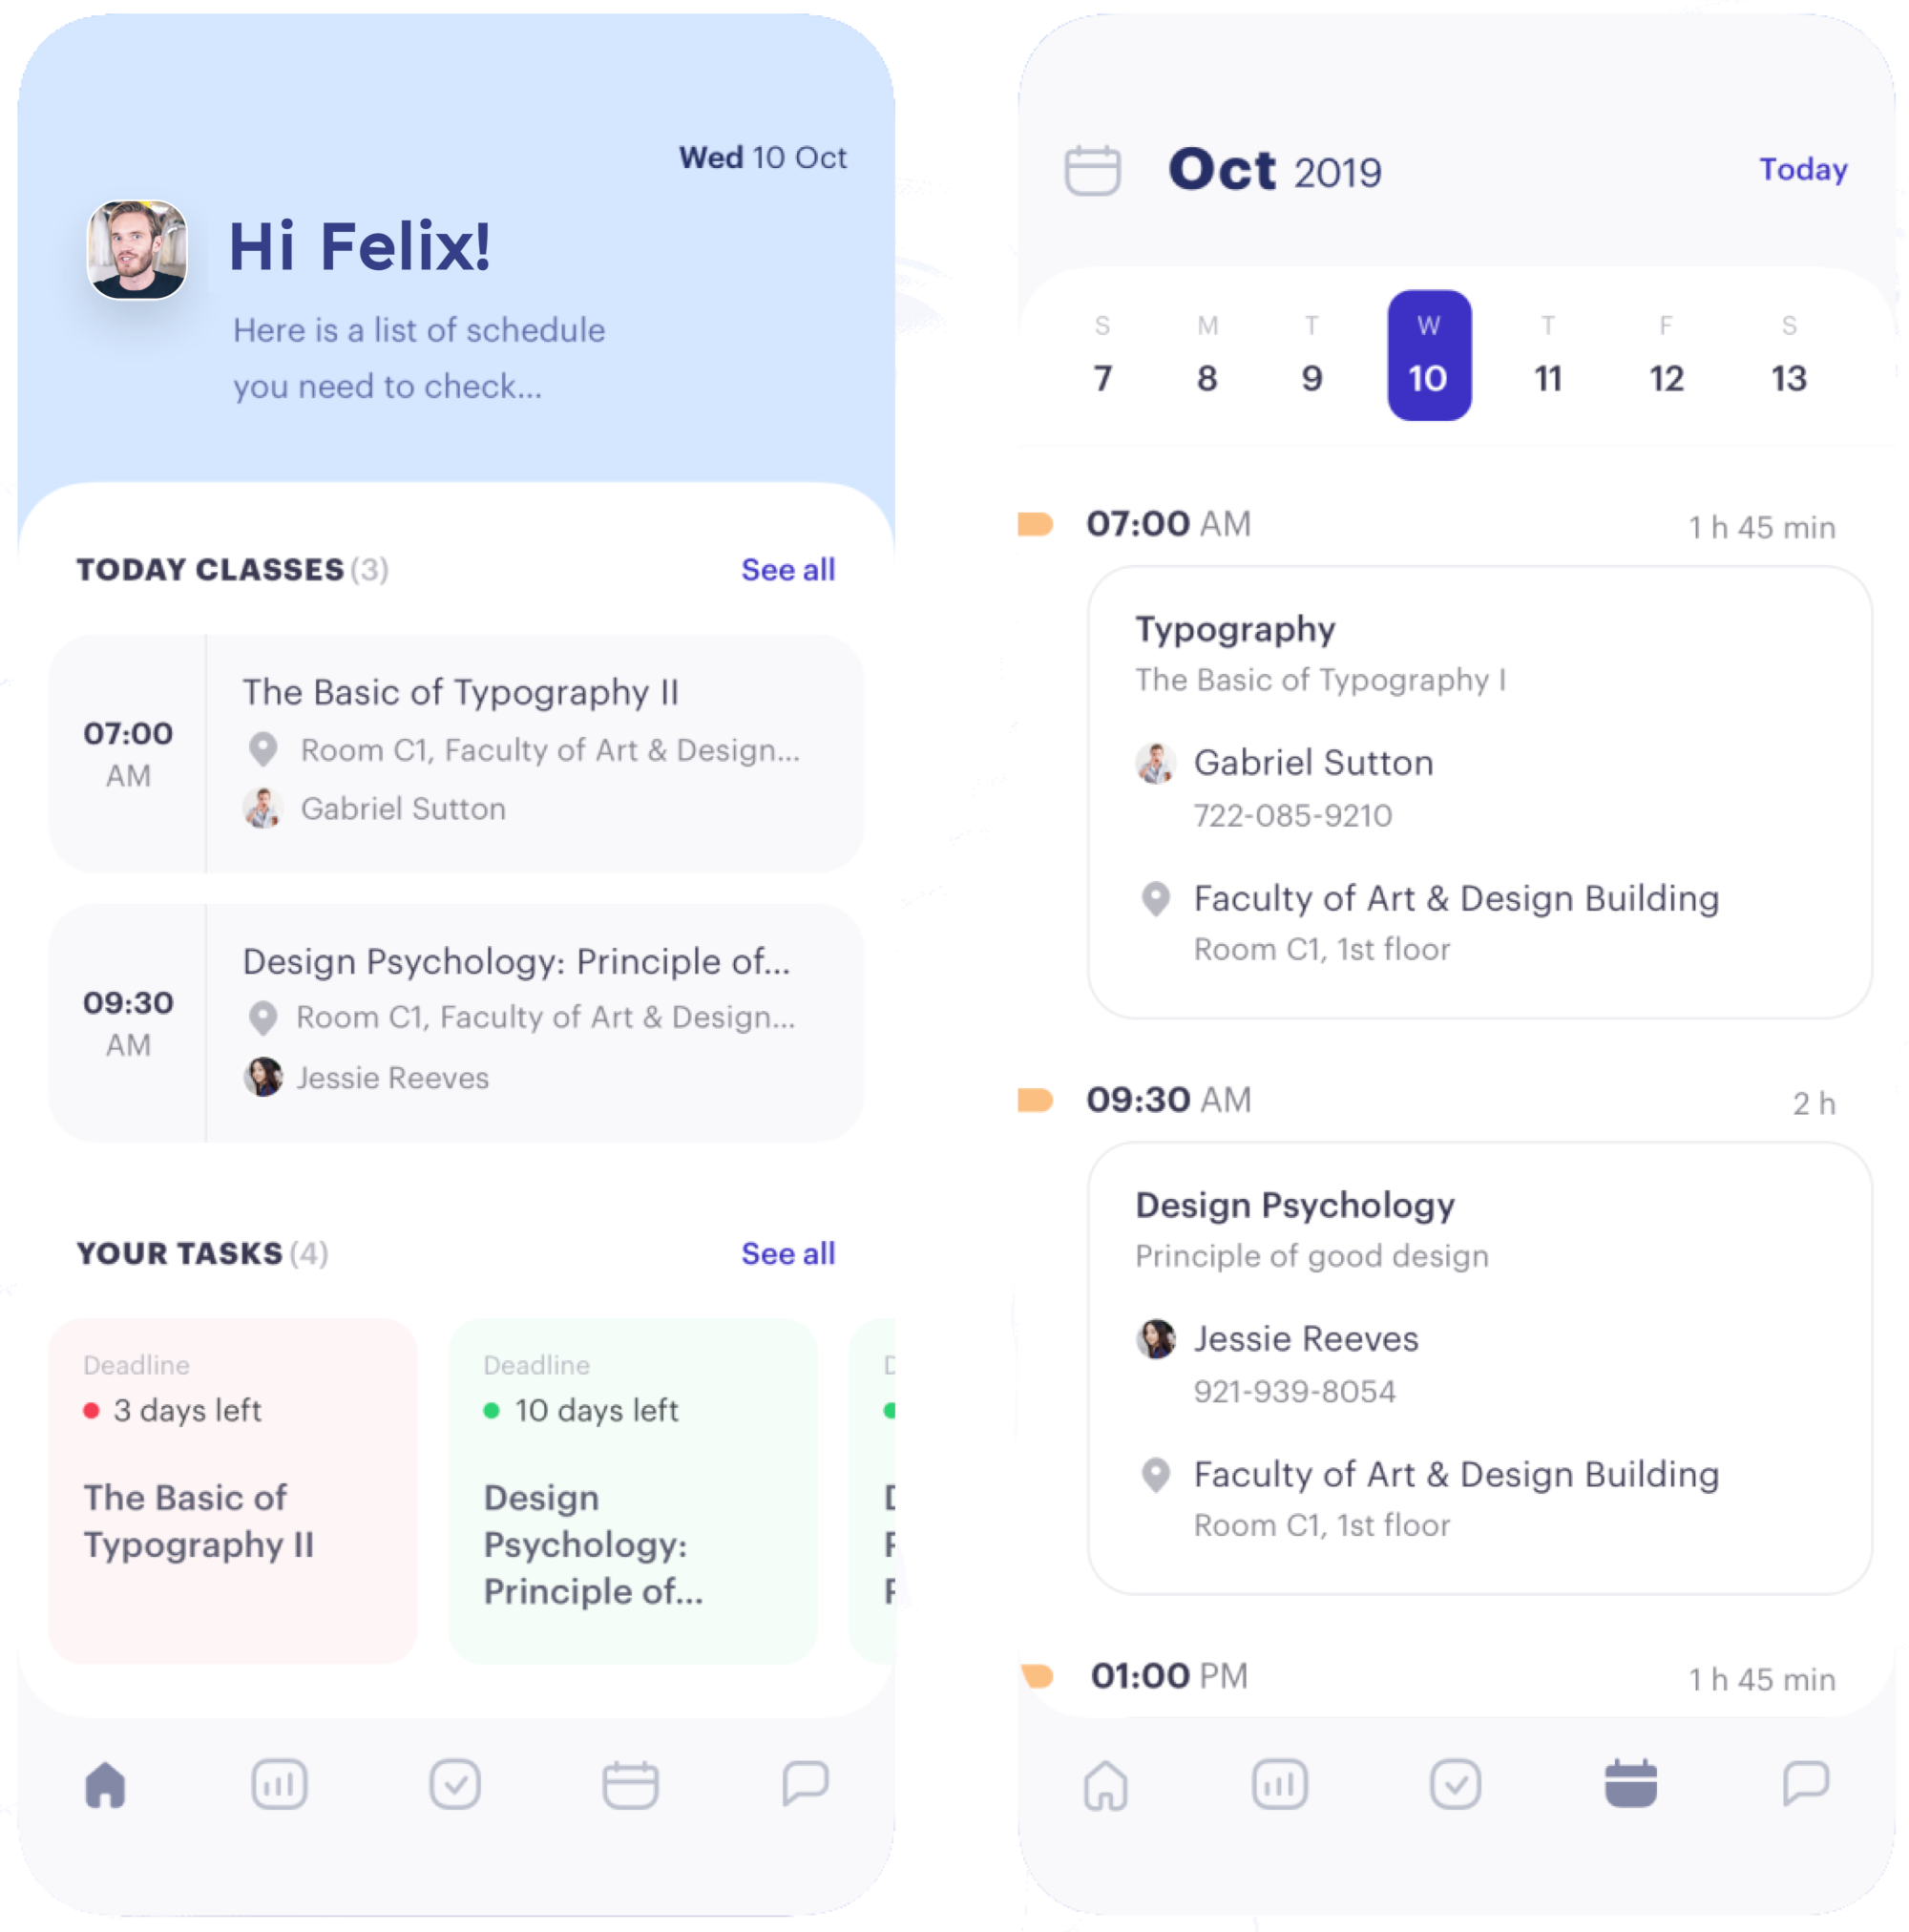 Wed 10 Oct
Hi Felix!
Here is a list of schedule
you need to check...
TODAY CLASSES (3)
See all
07:00
AM
The Basic of Typography II
Room C1, Faculty of Art & Design...
Gabriel Sutton
09:30
AM
Design Psychology: Principle of...
Room C1, Faculty of Art & Design...
Jessie Reeves
YOUR TASKS (4)
See all
Deadline
3 days left
The Basic of
Typography II
Deadline
10 days left
Design
Psychology:
Principle of...
Oct 2019
Today
S M T W T F S
7 8 9 10 11 12 13
07:00 AM
1 h 45 min
Typography
The Basic of Typography I
Gabriel Sutton
722-085-9210
Faculty of Art & Design Building
Room C1, 1st floor
09:30 AM
2 h
Design Psychology
Principle of good design
Jessie Reeves
921-939-8054
Faculty of Art & Design Building
Room C1, 1st floor
01:00 PM
1 h 45 min